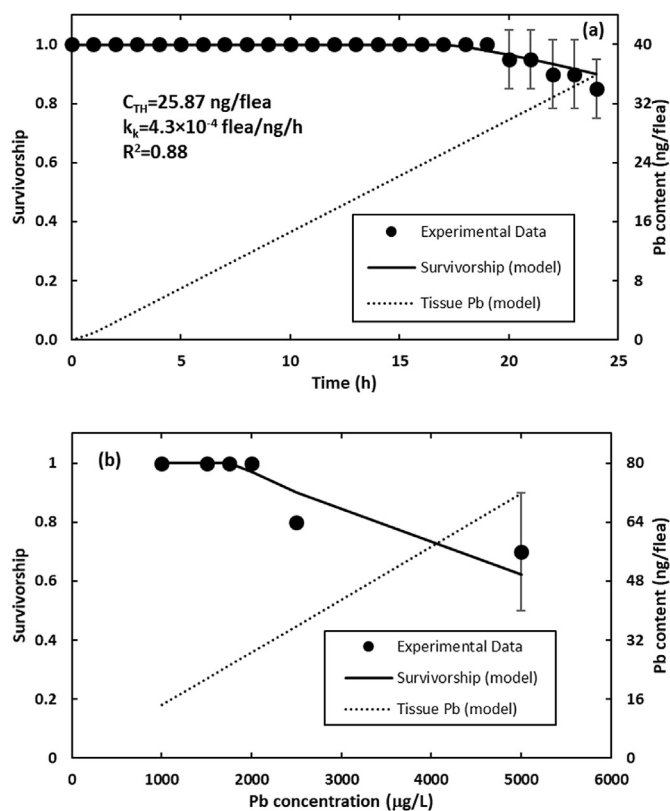 (a)
1.0
0.8
0.6
0.4
0.2
0.0
Survivorship
40
32
24
16
8
0
Pb content (ng/flea)
C_TH=25.87 ng/flea
k_k=4.3×10⁻⁴ flea/ng/h
R²=0.88
Experimental Data
Survivorship (model)
Tissue Pb (model)
0 5 10 15 20 25
Time (h)
(b)
1
0.8
0.6
0.4
0.2
0
Survivorship
80
64
48
32
16
0
Pb content (ng/flea)
Experimental Data
Survivorship (model)
Tissue Pb (model)
0 1000 2000 3000 4000 5000 6000
Pb concentration (µg/L)